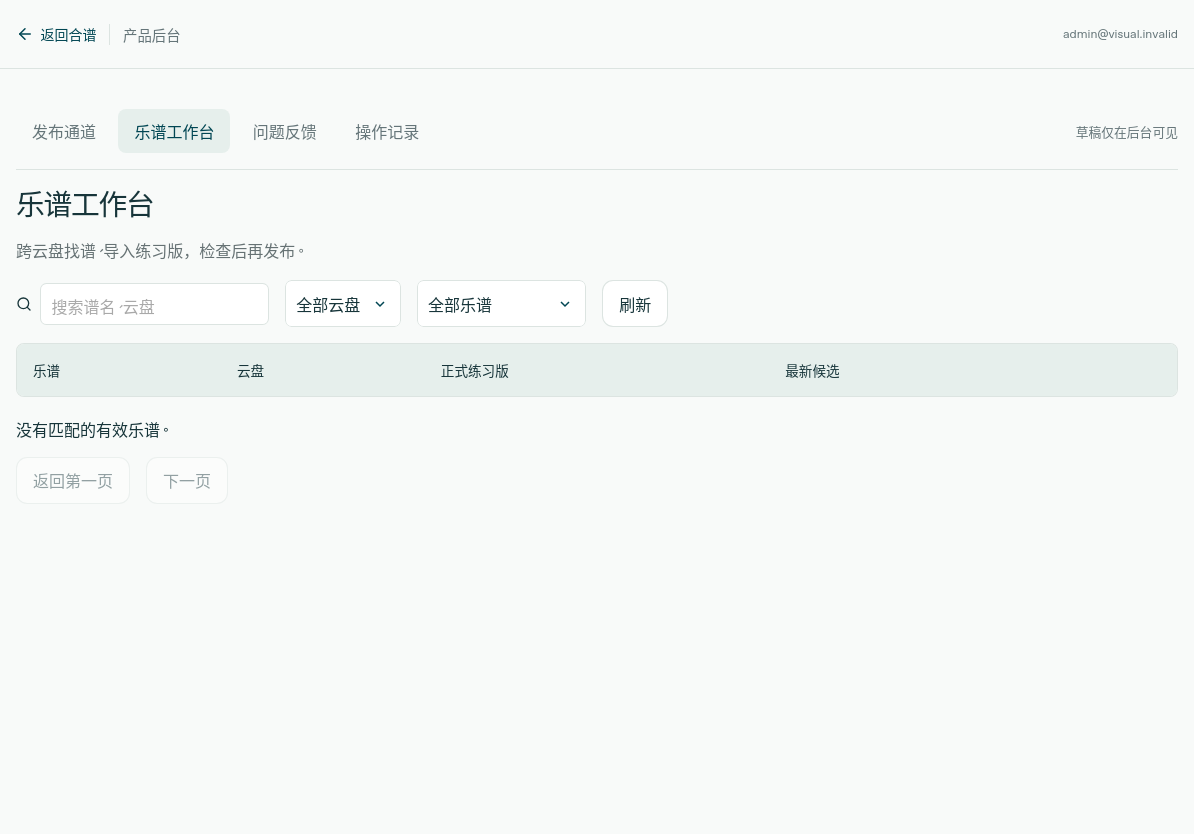 返回合谱 产品后台 admin@visual.invalid
发布通道 乐谱工作台 问题反馈 操作记录 草稿仅在后台可见
乐谱工作台
跨云盘找谱、导入练习版，检查后再发布。
搜索谱名、云盘 全部云盘 全部乐谱 刷新
乐谱 云盘 正式练习版 最新候选
没有匹配的有效乐谱。
返回第一页 下一页